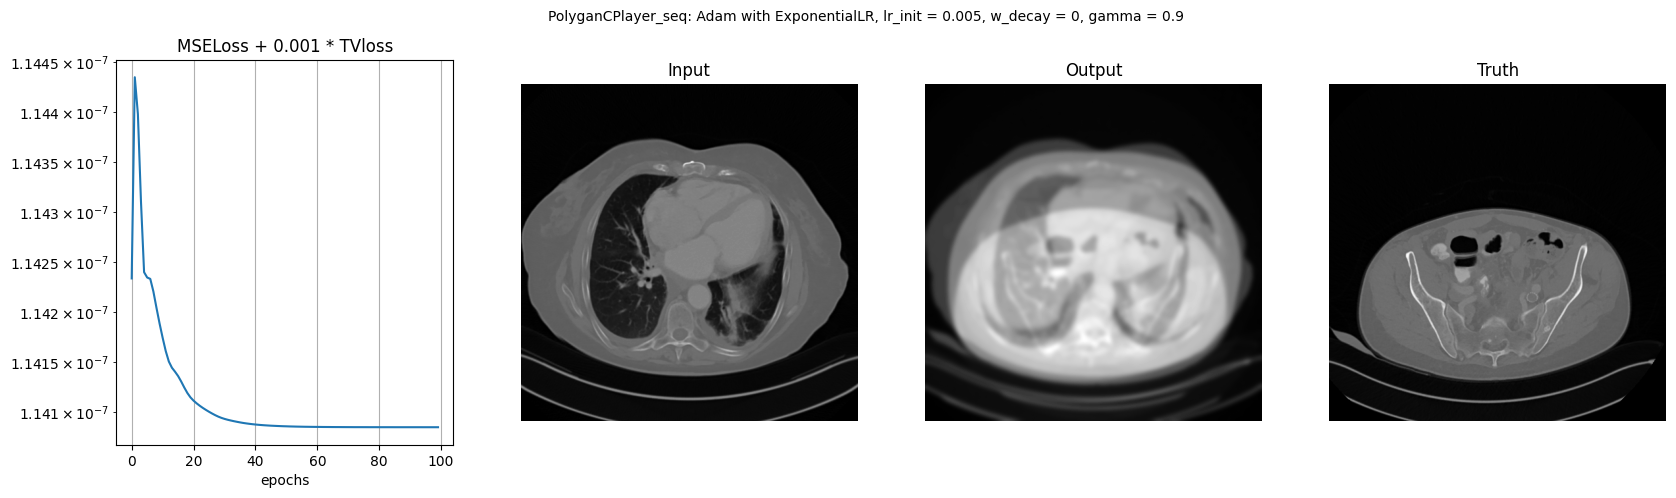 PolyganCPlayer_seq: Adam with ExponentialLR, lr_init = 0.005, w_decay = 0, gamma = 0.9
MSELoss + 0.001 * TVloss
1.1445 × 10⁻⁷
1.144 × 10⁻⁷
1.1435 × 10⁻⁷
1.143 × 10⁻⁷
1.1425 × 10⁻⁷
1.142 × 10⁻⁷
1.1415 × 10⁻⁷
1.141 × 10⁻⁷
0 20 40 60 80 100
epochs
Input
Output
Truth